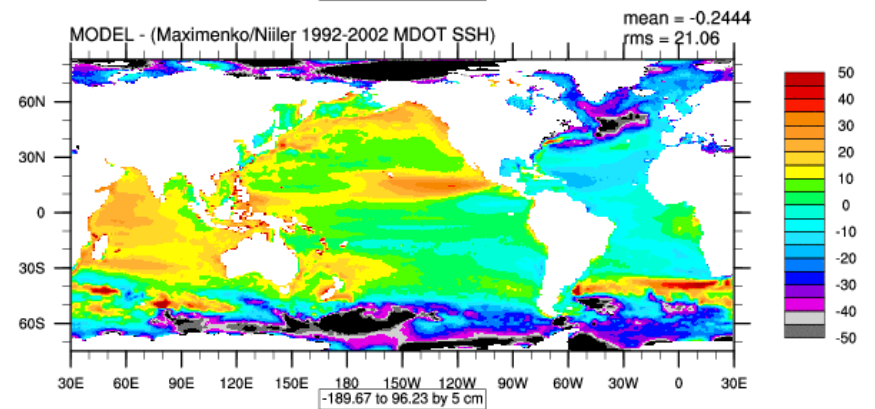 mean = -0.2444
MODEL - (Maximenko/Niiler 1992-2002 MDOT SSH)
rms = 21.06
50
40
30
20
10
0
-10
-20
-30
-40
-50
60N
30N
0
30S
60S
30E 60E 90E 120E 150E 180 150W 120W 90W 60W 30W 0 30E
-189.67 to 96.23 by 5 cm